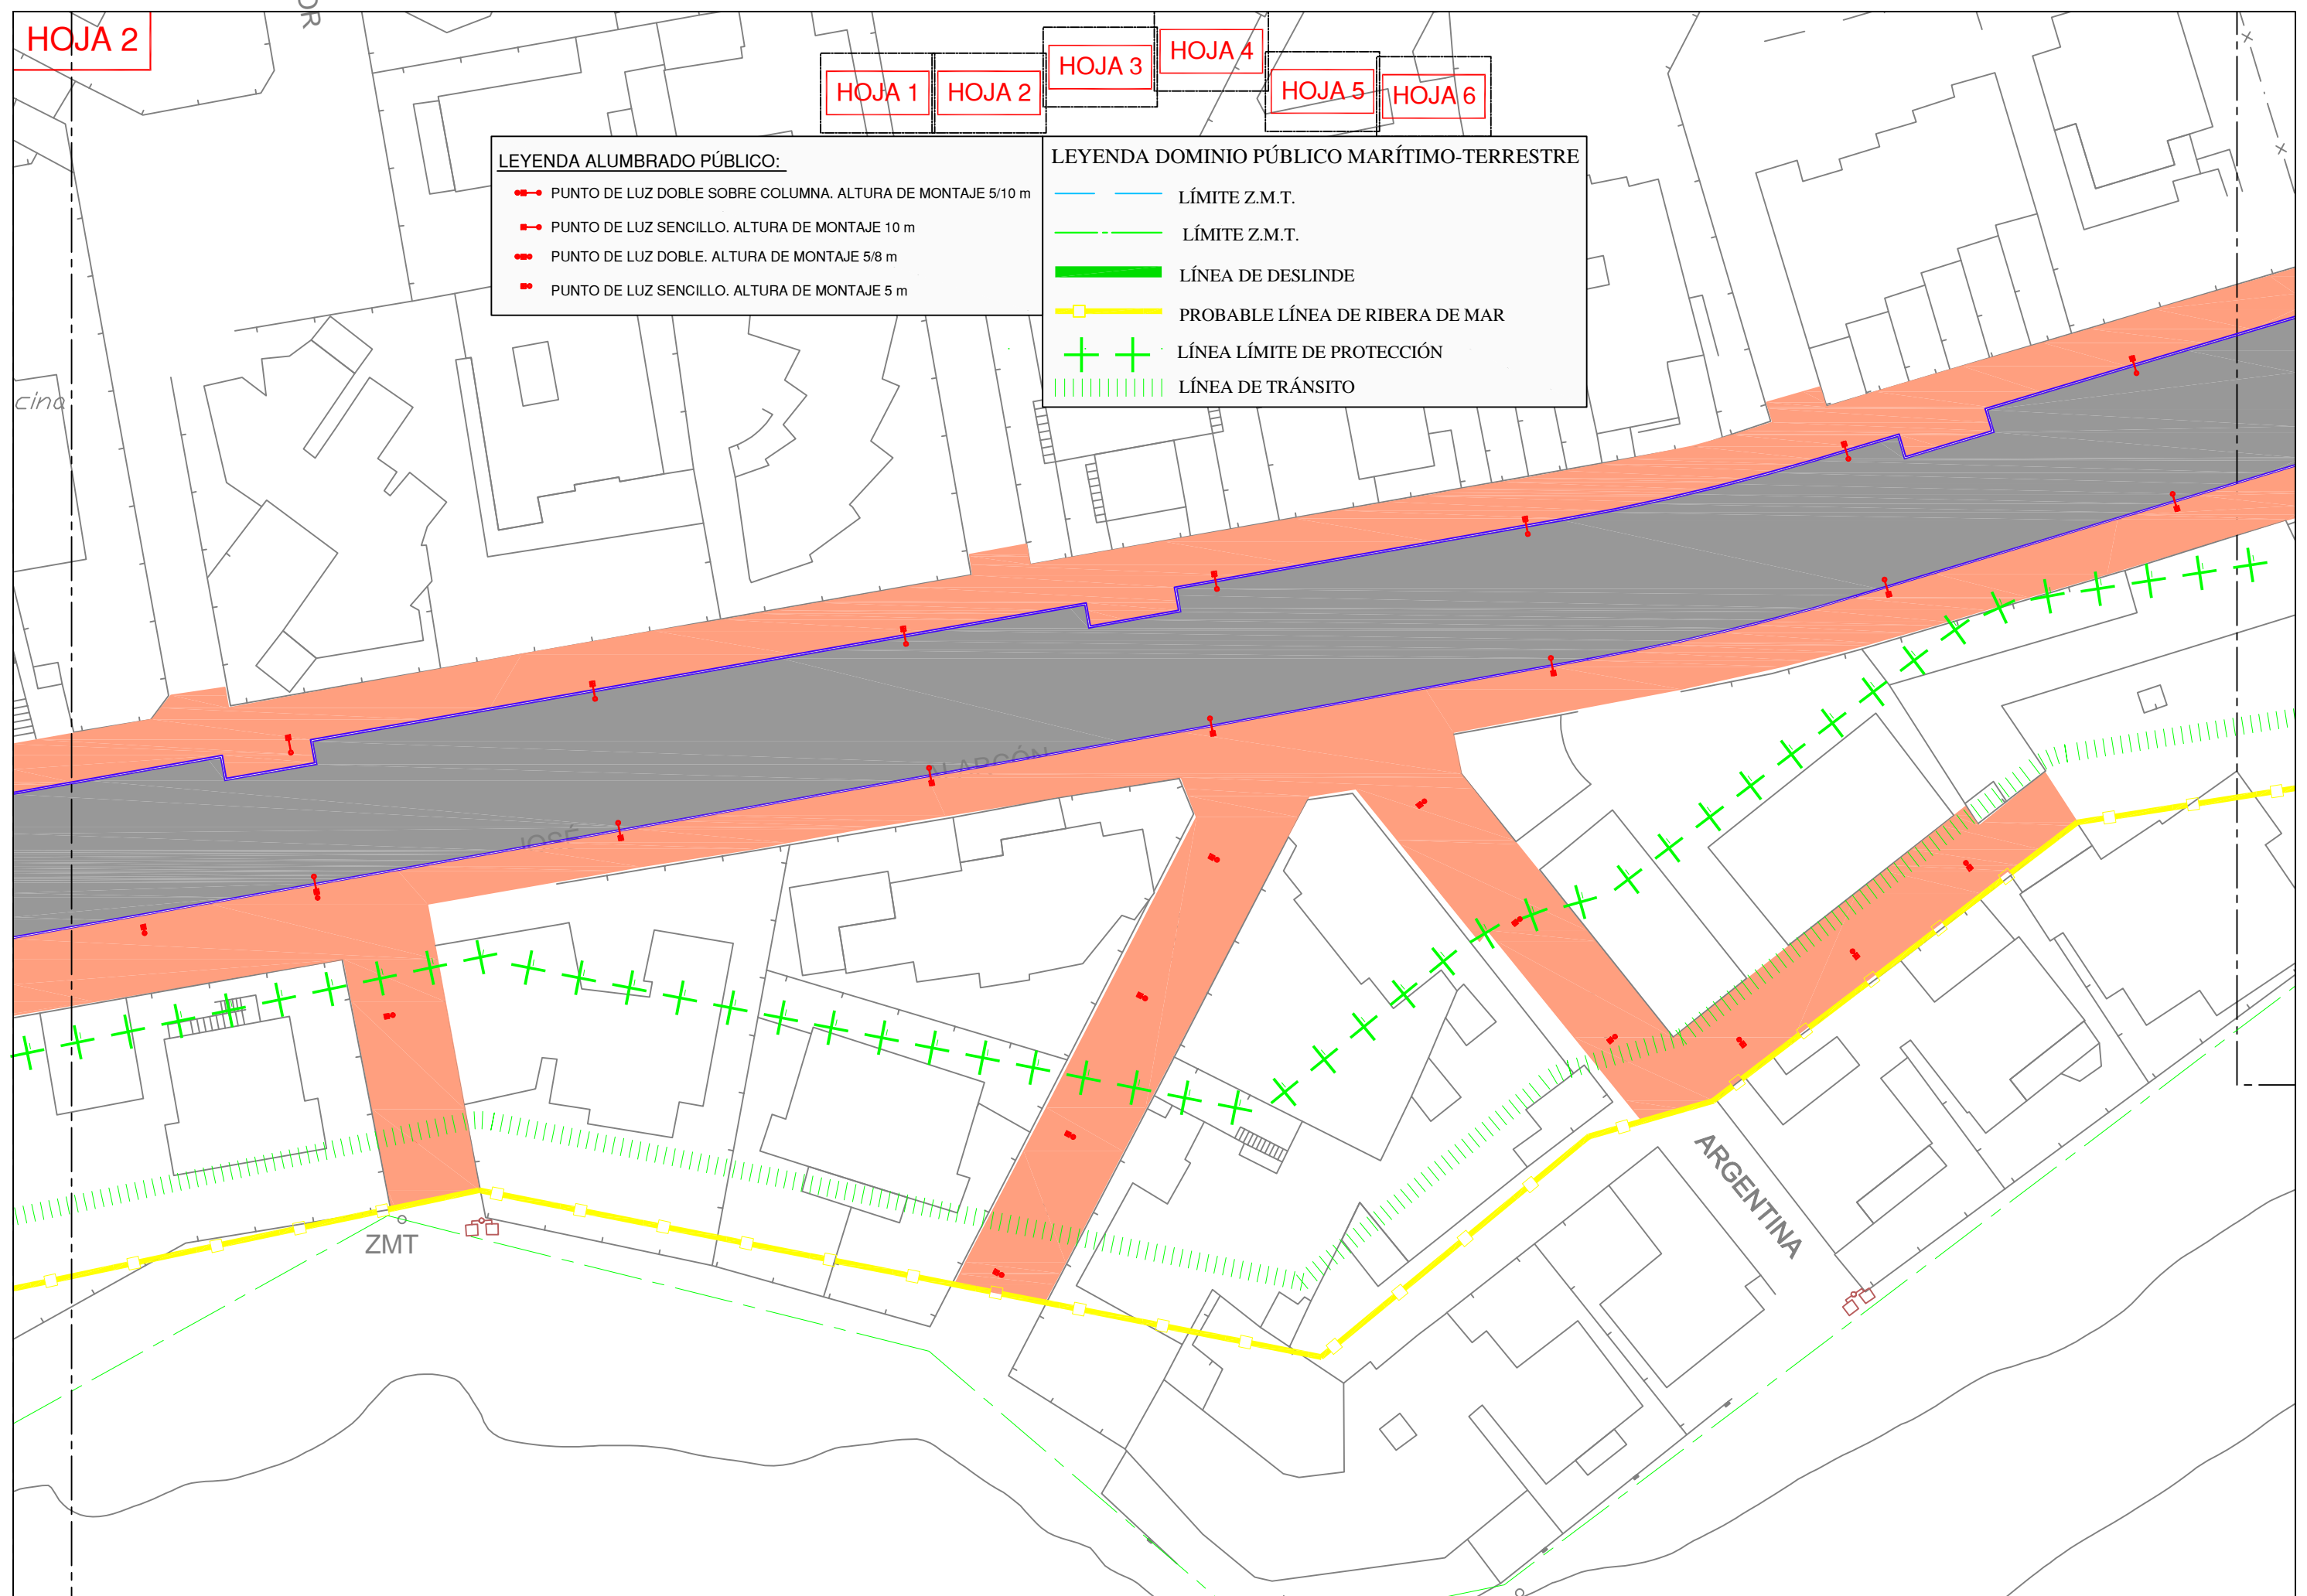 HOJA 2
HOJA 1
HOJA 2
HOJA 3
HOJA 4
HOJA 5
HOJA 6
LEYENDA ALUMBRADO PÚBLICO:
PUNTO DE LUZ DOBLE SOBRE COLUMNA. ALTURA DE MONTAJE 5/10 m
PUNTO DE LUZ SENCILLO. ALTURA DE MONTAJE 10 m
PUNTO DE LUZ DOBLE. ALTURA DE MONTAJE 5/8 m
PUNTO DE LUZ SENCILLO. ALTURA DE MONTAJE 5 m
LEYENDA DOMINIO PÚBLICO MARÍTIMO-TERRESTRE
LÍMITE Z.M.T.
LÍMITE Z.M.T.
LÍNEA DE DESLINDE
PROBABLE LÍNEA DE RIBERA DE MAR
LÍNEA LÍMITE DE PROTECCIÓN
LÍNEA DE TRÁNSITO
OR
cina
ALARCÓN
JOSÉ
ZMT
ARGENTINA